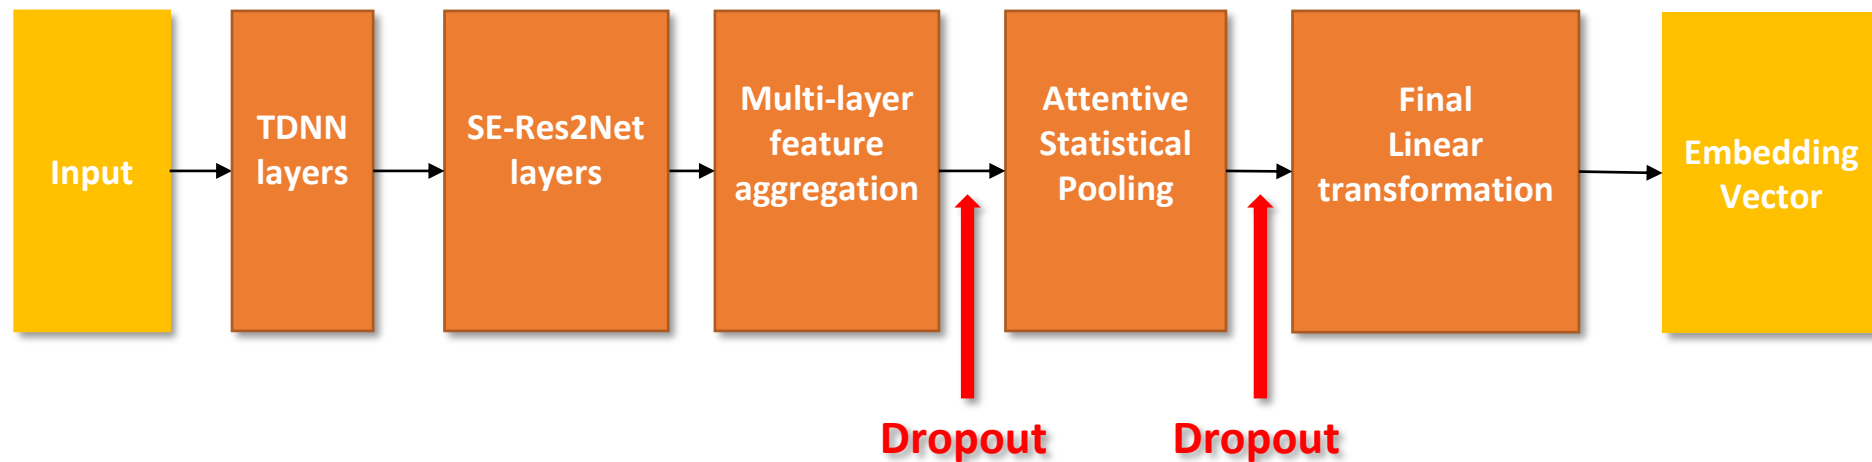 Input
TDNN
layers
SE-Res2Net
layers
Multi-layer
feature
aggregation
Attentive
Statistical
Pooling
Final
Linear
transformation
Embedding
Vector
Dropout
Dropout